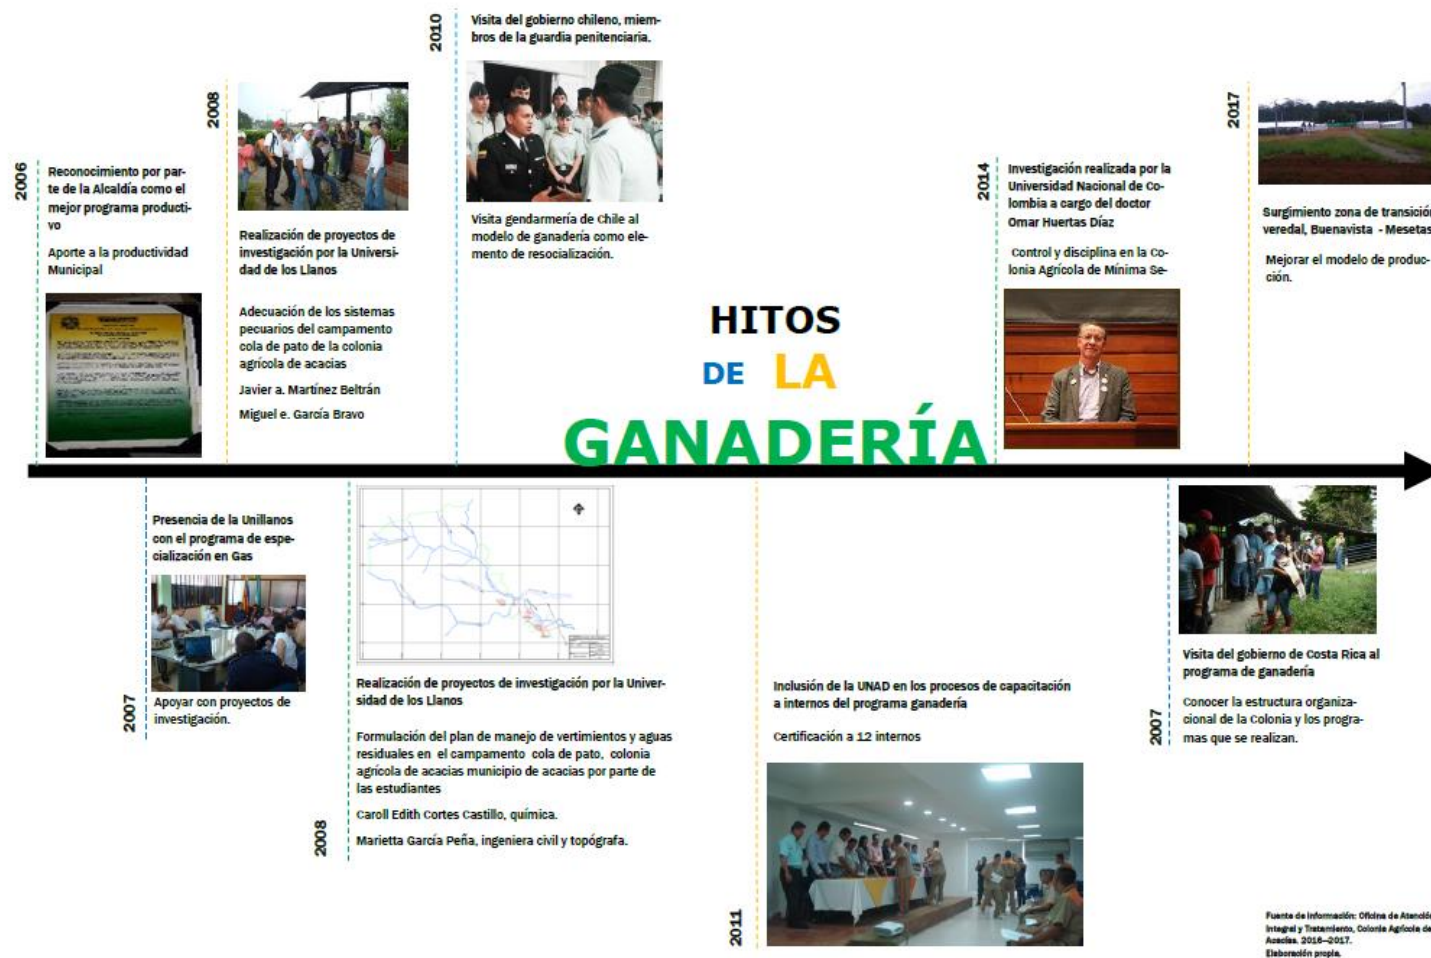 2006
Reconocimiento por par-
te de la Alcaldía como el
mejor programa producti-
vo
Aporte a la productividad
Municipal
2008
Realización de proyectos de
investigación por la Universi-
dad de los Llanos
Adecuación de los sistemas
pecuarios del campamento
cola de pato de la colonia
agrícola de acacias
Javier a. Martínez Beltrán
Miguel e. García Bravo
2010
Visita del gobierno chileno, miem-
bros de la guardia penitenciaria.
Visita gendarmería de Chile al
modelo de ganadería como ele-
mento de resocialización.
HITOS
DE LA
GANADERÍA
2014
Investigación realizada por la
Universidad Nacional de Co-
lombia a cargo del doctor
Omar Huertas Díaz
Control y disciplina en la Co-
lonia Agrícola de Mínima Se-
2017
Surgimiento zona de transición
veredal, Buenavista - Mesetas
Mejorar el modelo de produc-
ción.
2007
Presencia de la Unillanos
con el programa de espe-
cialización en Gas
Apoyar con proyectos de
investigación.
2008
Realización de proyectos de investigación por la Univer-
sidad de los Llanos
Formulación del plan de manejo de vertimientos y aguas
residuales en el campamento cola de pato, colonia
agrícola de acacias municipio de acacias por parte de
las estudiantes
Caroll Edith Cortes Castillo, química.
Marietta García Peña, ingeniera civil y topógrafa.
2011
Inclusión de la UNAD en los procesos de capacitación
a internos del programa ganadería
Certificación a 12 internos
2007
Visita del gobierno de Costa Rica al
programa de ganadería
Conocer la estructura organiza-
cional de la Colonia y los progra-
mas que se realizan.
Fuente de información: Oficina de Atención
Integral y Tratamiento, Colonia Agrícola de
Acacías. 2016—2017.
Elaboración propia.